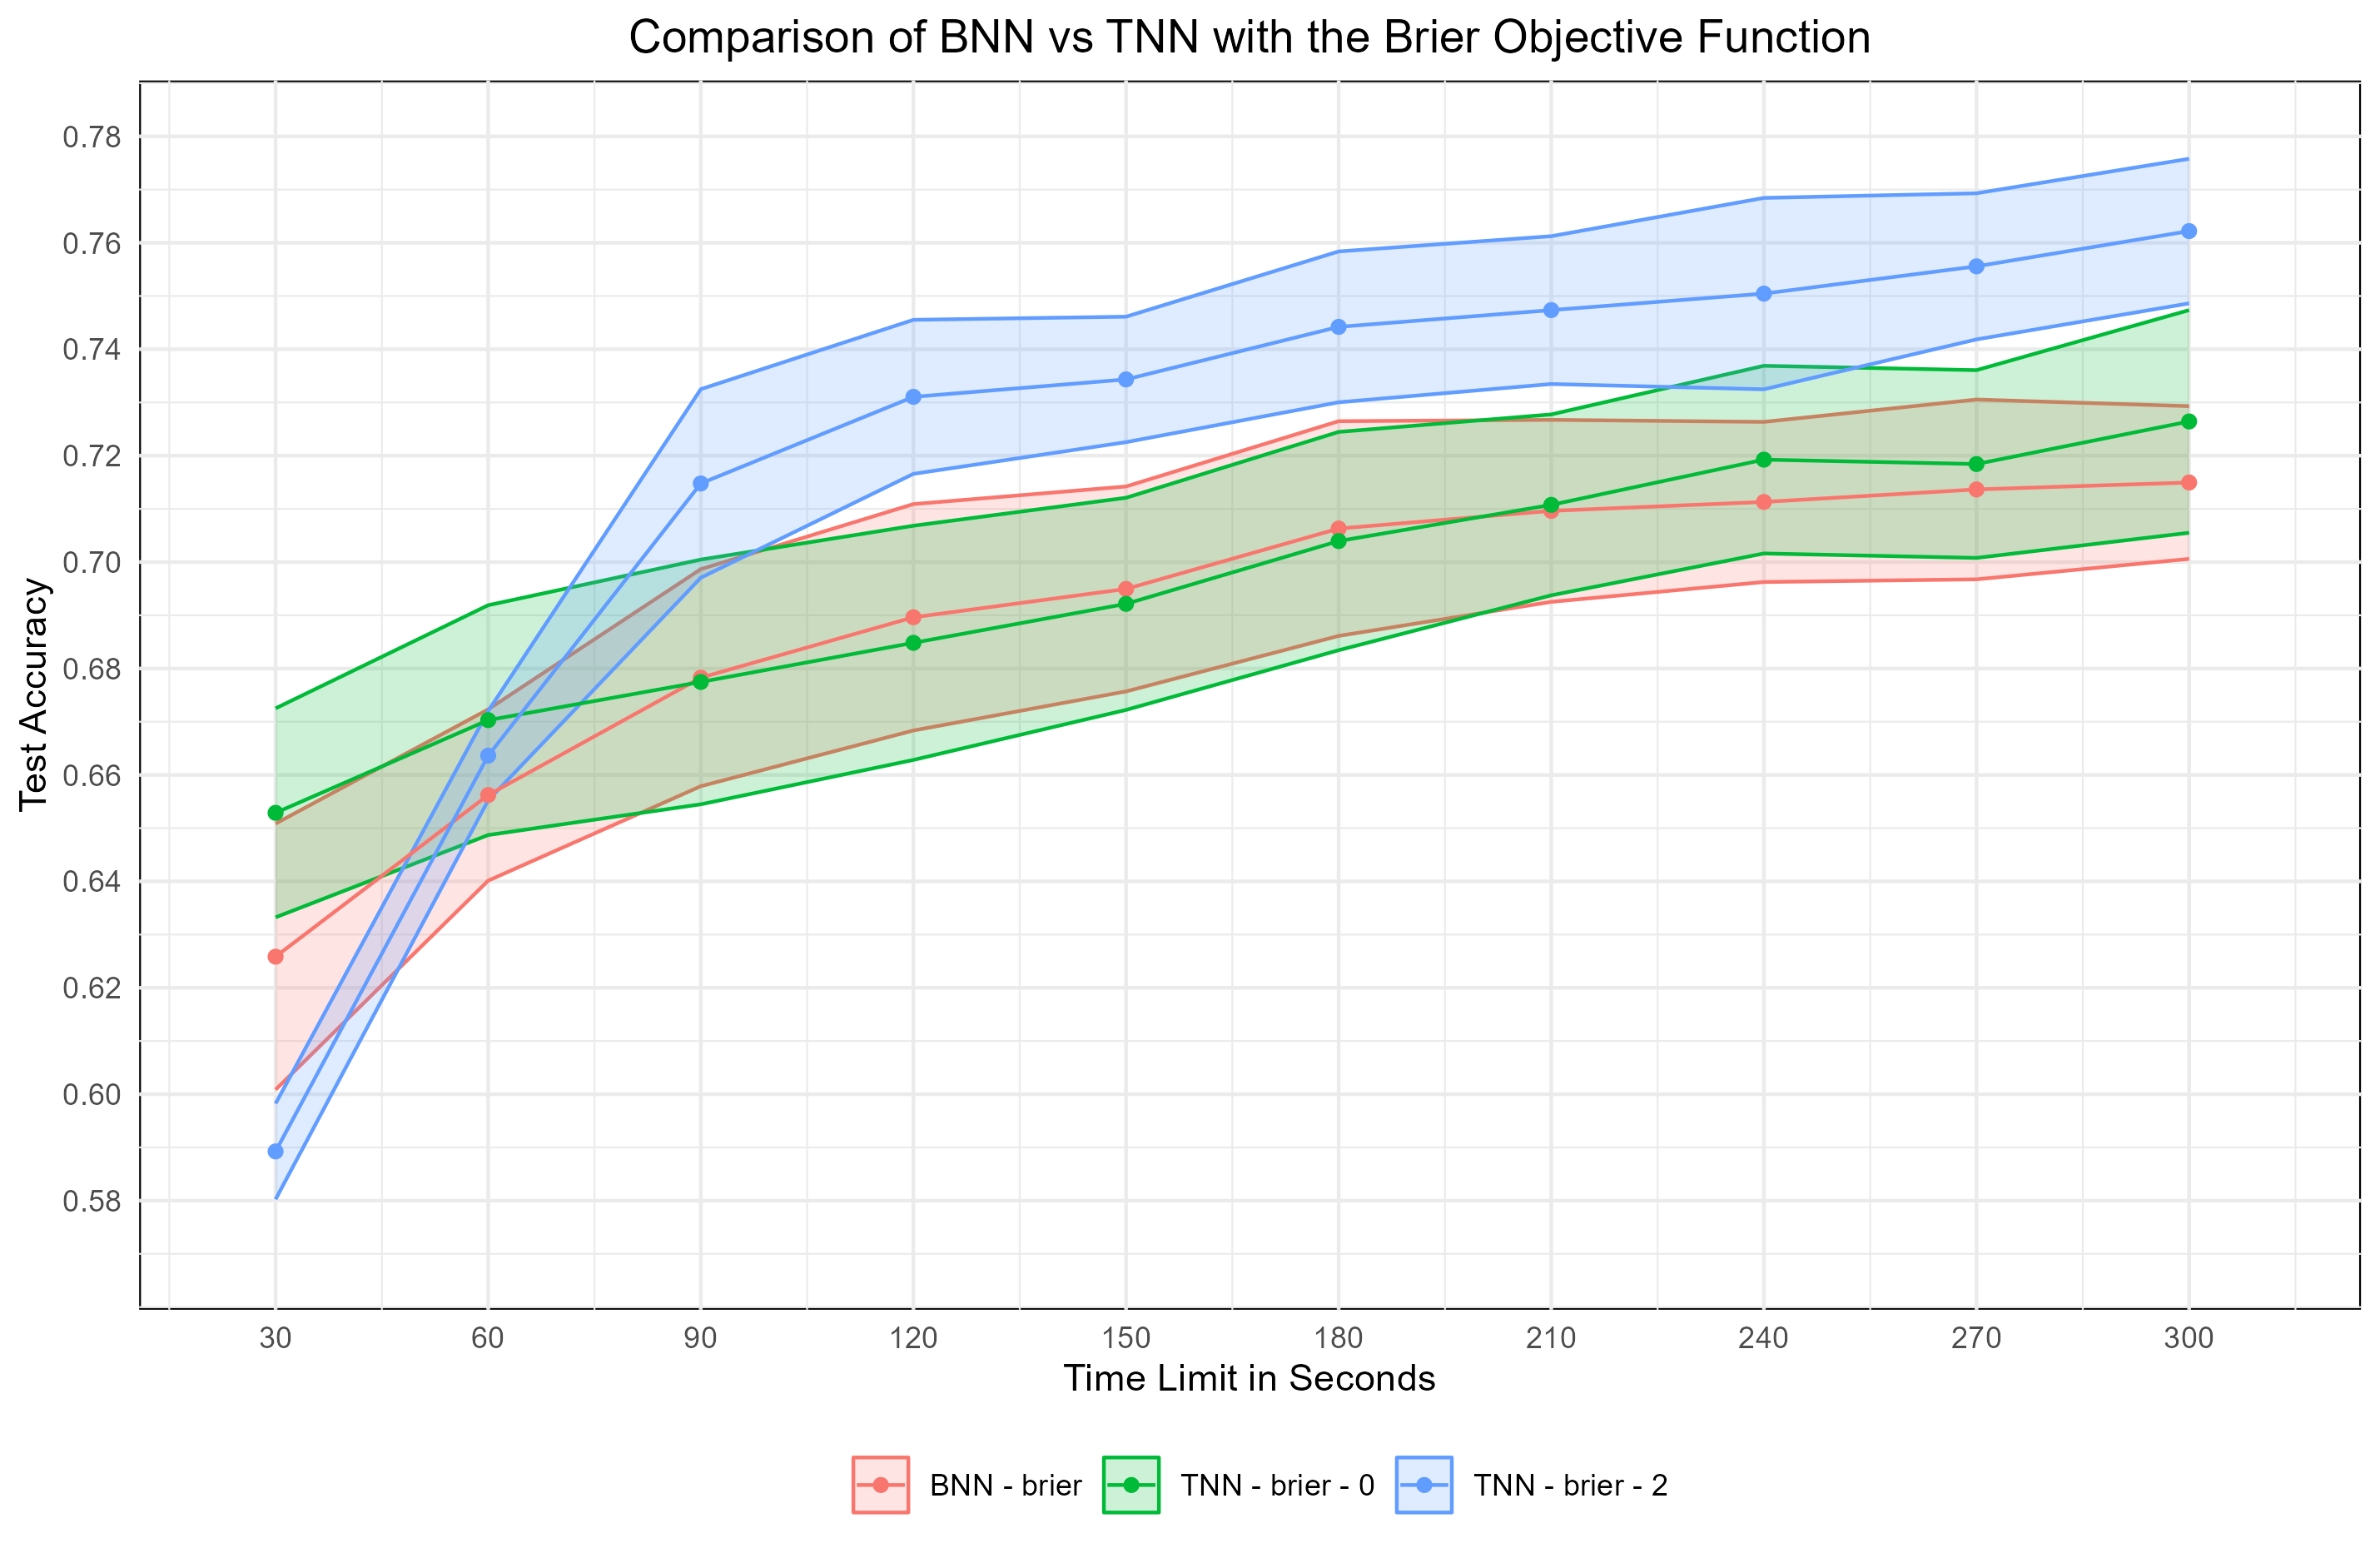 Comparison of BNN vs TNN with the Brier Objective Function
Test Accuracy
0.78
0.76
0.74
0.72
0.70
0.68
0.66
0.64
0.62
0.60
0.58
30 60 90 120 150 180 210 240 270 300
Time Limit in Seconds
BNN - brier TNN - brier - 0 TNN - brier - 2